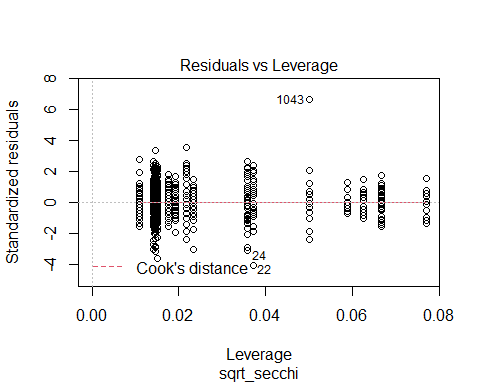 Residuals vs Leverage
Standardized residuals
8
6
4
2
0
-2
-4
1043
24
22
Cook's distance
0.00 0.02 0.04 0.06 0.08
Leverage
sqrt_secchi